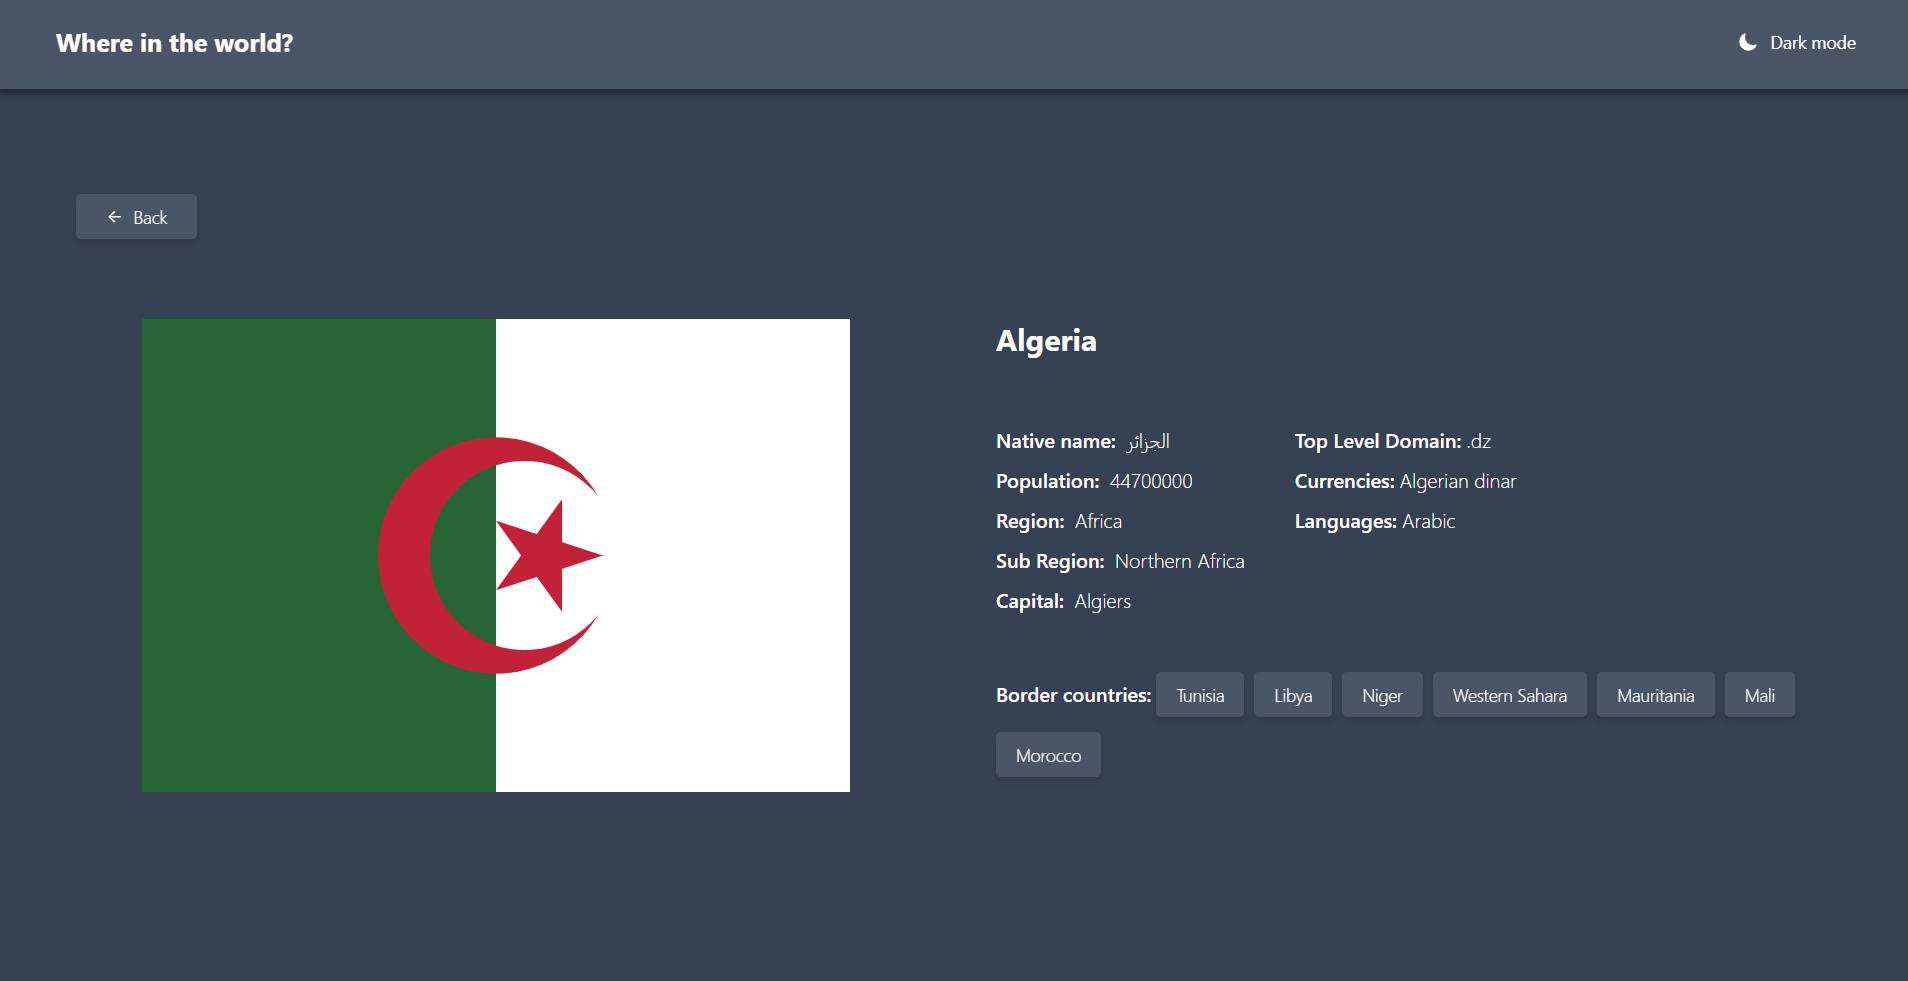 Where in the world?
Dark mode
Back
Algeria
Native name: الجزائر
Population: 44700000
Region: Africa
Sub Region: Northern Africa
Capital: Algiers
Top Level Domain: .dz
Currencies: Algerian dinar
Languages: Arabic
Border countries: Tunisia Libya Niger Western Sahara Mauritania Mali
Morocco